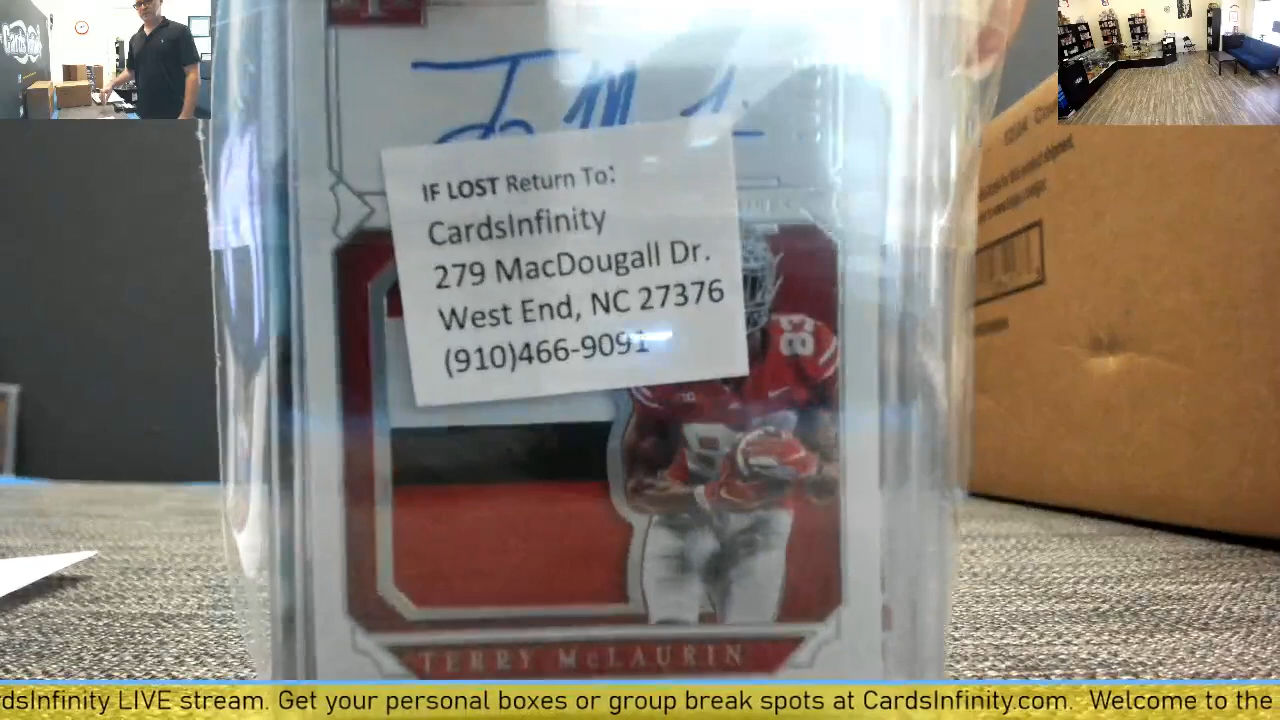 IF LOST Return To:
CardsInfinity
279 MacDougall Dr.
West End, NC 27376
(910)466-9091
83
TERRY McLAURIN
dsInfinity LIVE stream. Get your personal boxes or group break spots at CardsInfinity.com. Welcome to the